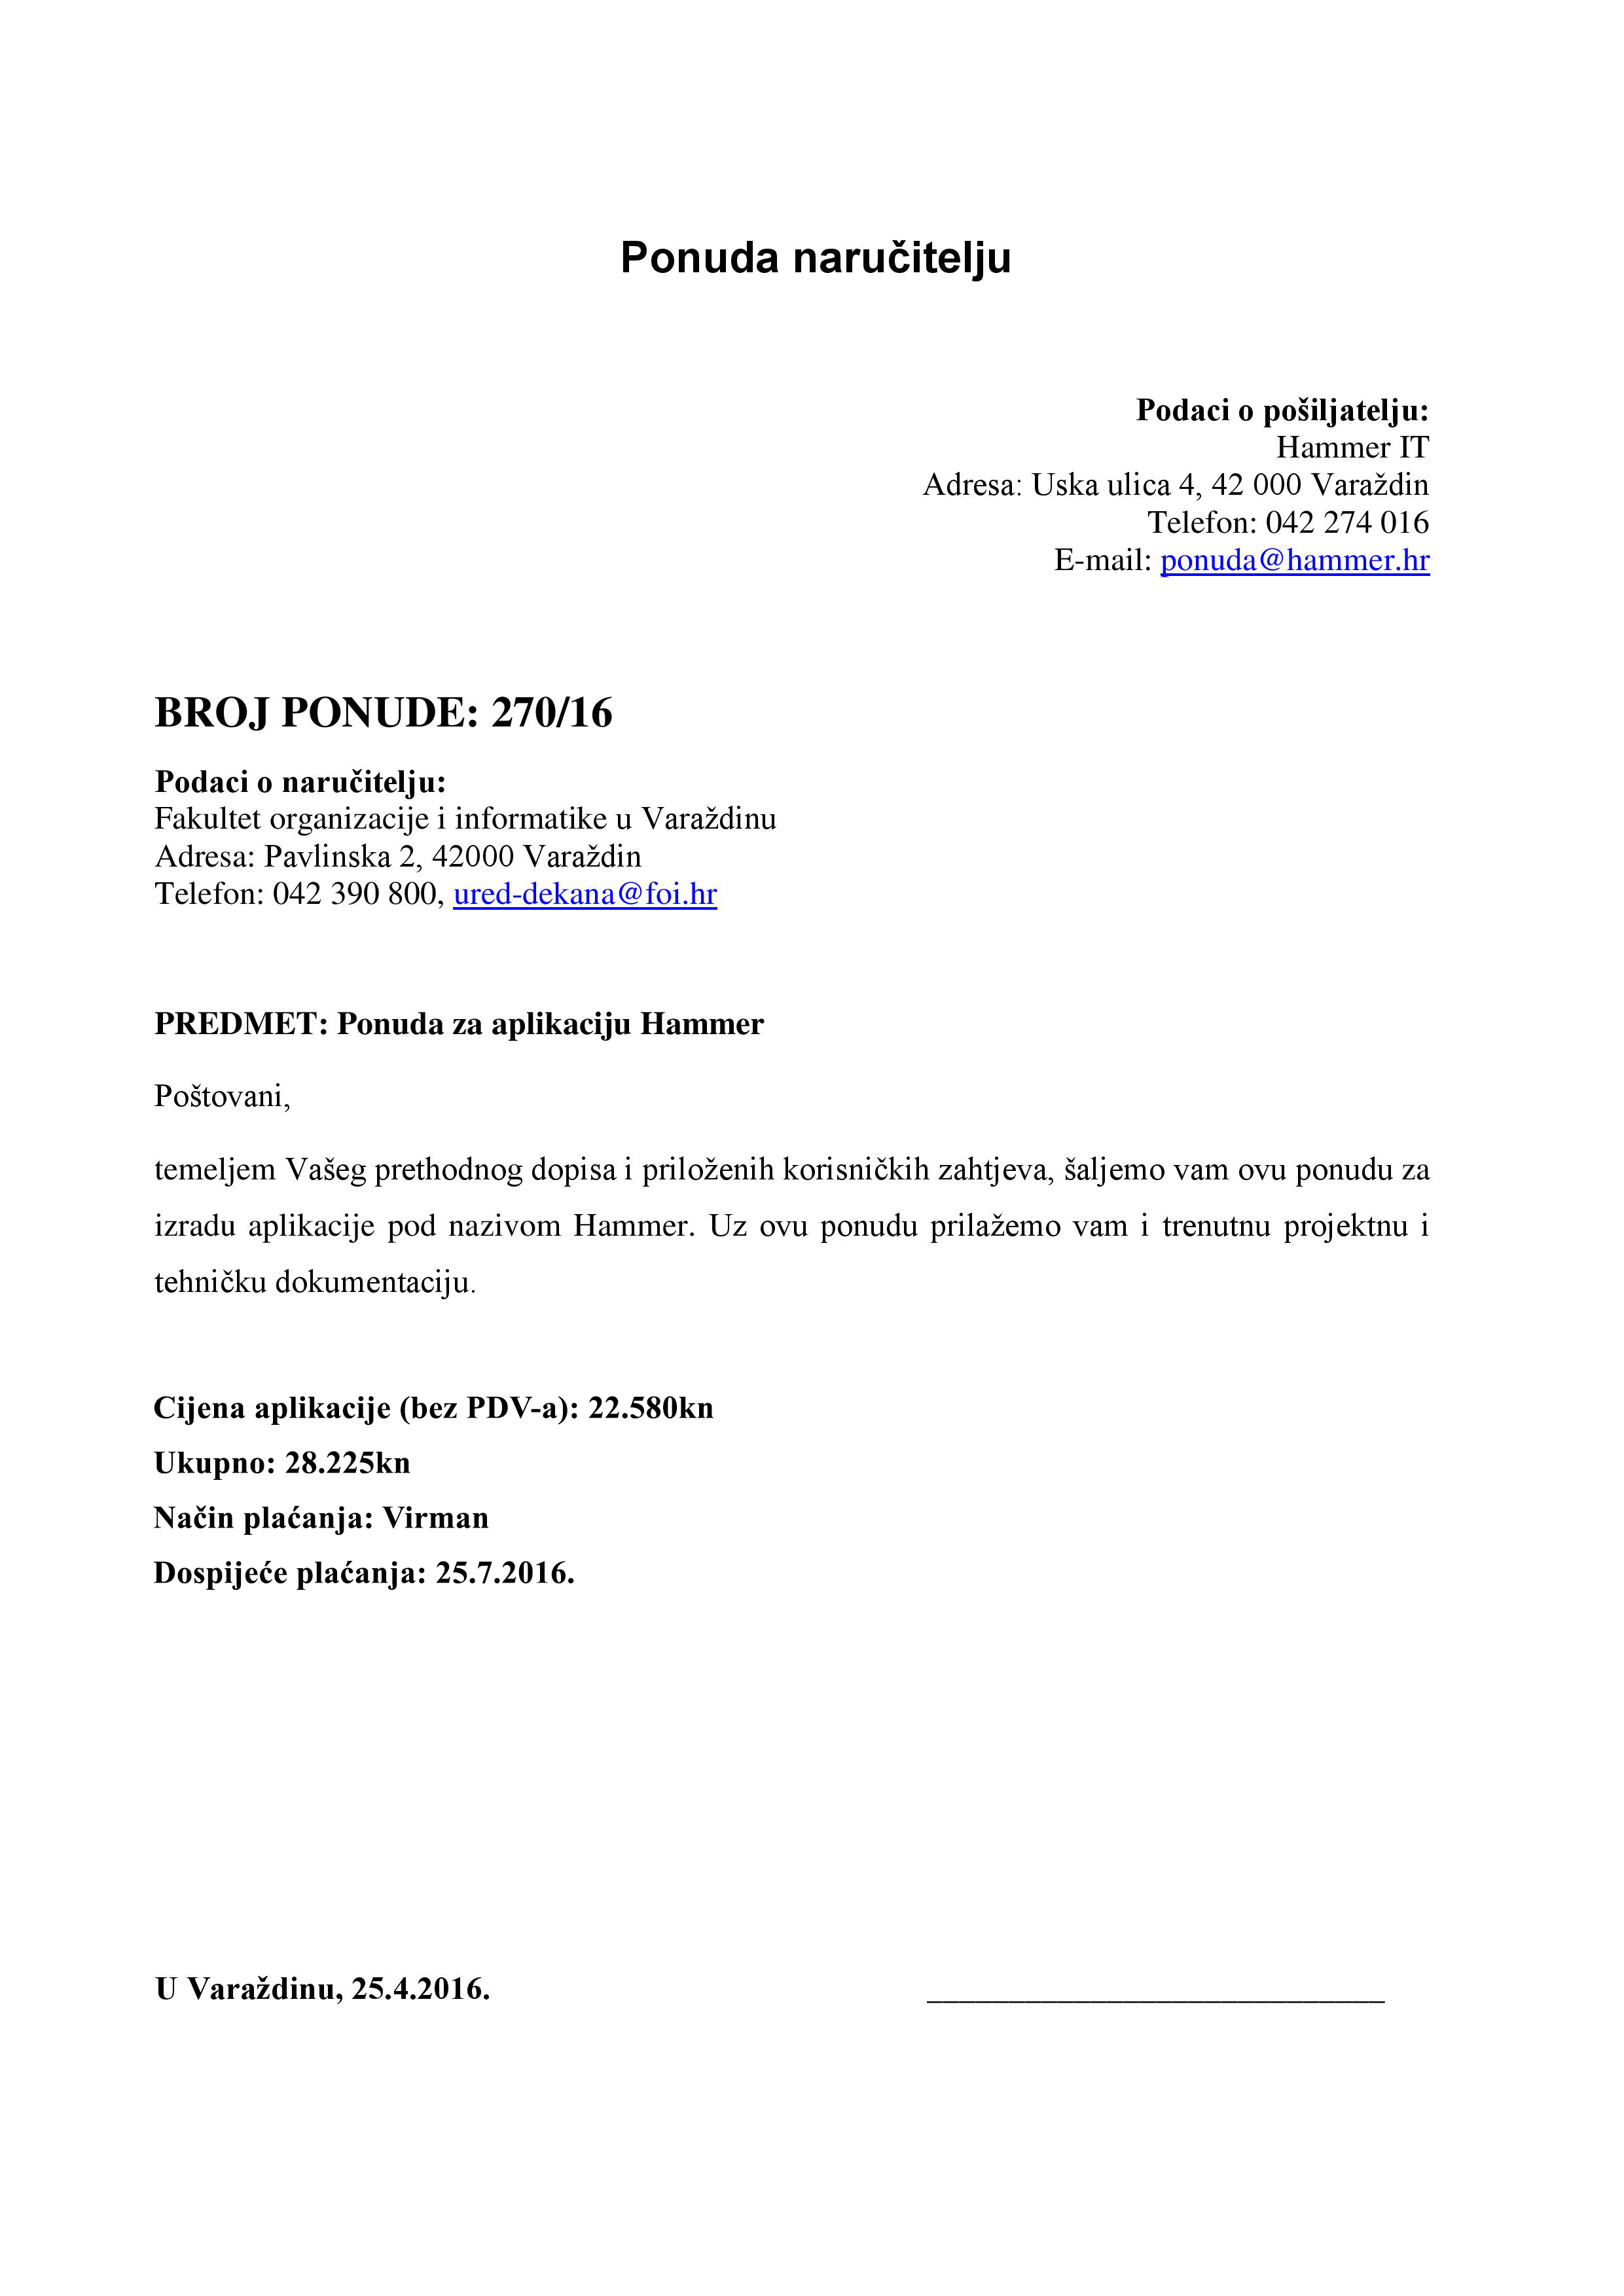 Ponuda naručitelju
Podaci o pošiljatelju:
Hammer IT
Adresa: Uska ulica 4, 42 000 Varaždin
Telefon: 042 274 016
E-mail: ponuda@hammer.hr
BROJ PONUDE: 270/16
Podaci o naručitelju:
Fakultet organizacije i informatike u Varaždinu
Adresa: Pavlinska 2, 42000 Varaždin
Telefon: 042 390 800, ured-dekana@foi.hr
PREDMET: Ponuda za aplikaciju Hammer
Poštovani,
temeljem Vašeg prethodnog dopisa i priloženih korisničkih zahtjeva, šaljemo vam ovu ponudu za
izradu aplikacije pod nazivom Hammer. Uz ovu ponudu prilažemo vam i trenutnu projektnu i
tehničku dokumentaciju.
Cijena aplikacije (bez PDV-a): 22.580kn
Ukupno: 28.225kn
Način plaćanja: Virman
Dospijeće plaćanja: 25.7.2016.
U Varaždinu, 25.4.2016. ____________________________